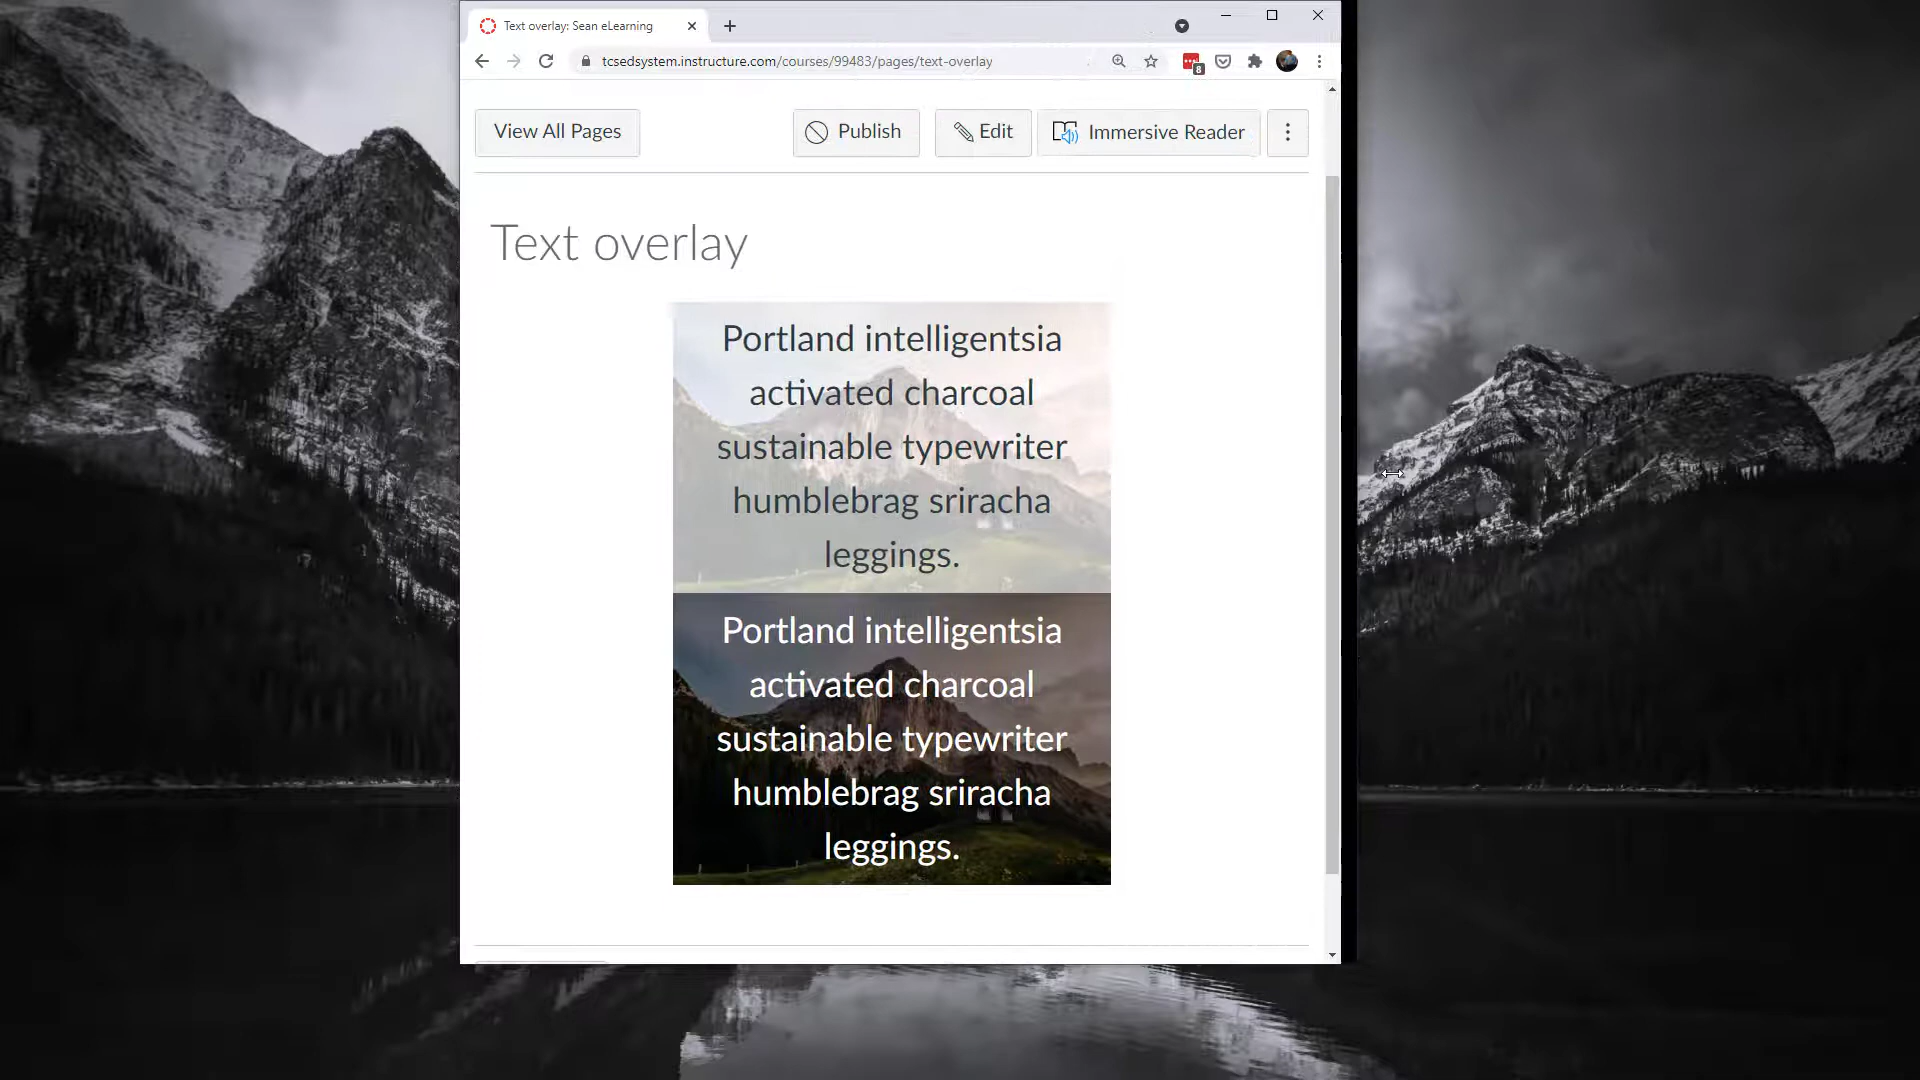 Text overlay: Sean eLearning
tcsedsystem.instructure.com/courses/99483/pages/text-overlay
8
View All Pages
Publish
Edit
Immersive Reader
Text overlay
Portland intelligentsia
activated charcoal
sustainable typewriter
humblebrag sriracha
leggings.
Portland intelligentsia
activated charcoal
sustainable typewriter
humblebrag sriracha
leggings.